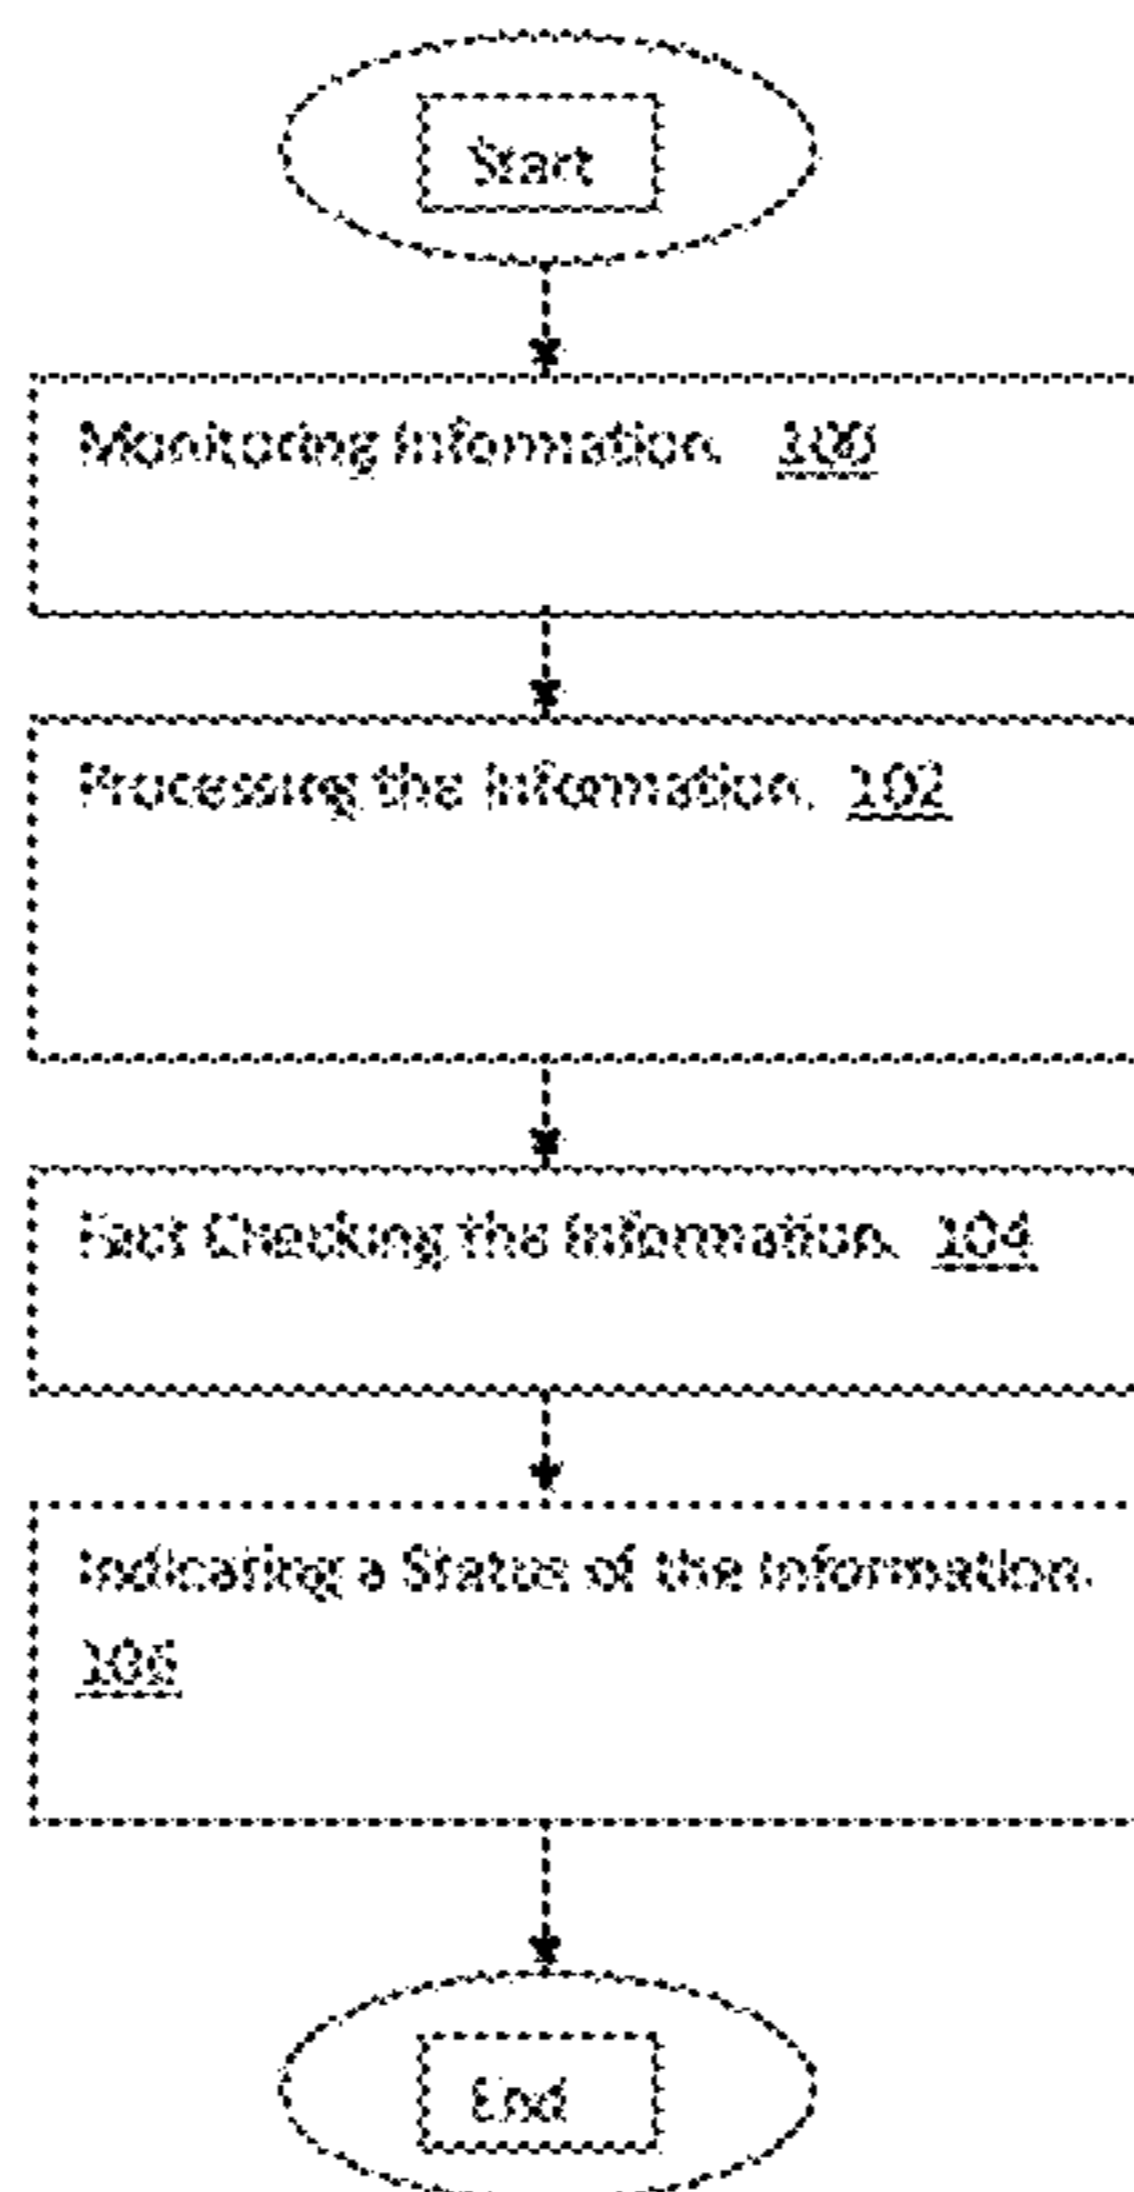 Start
Monitoring Information. 100
Processing the Information. 102
Fact Checking the Information. 104
Indicating a Status of the Information.
106
End